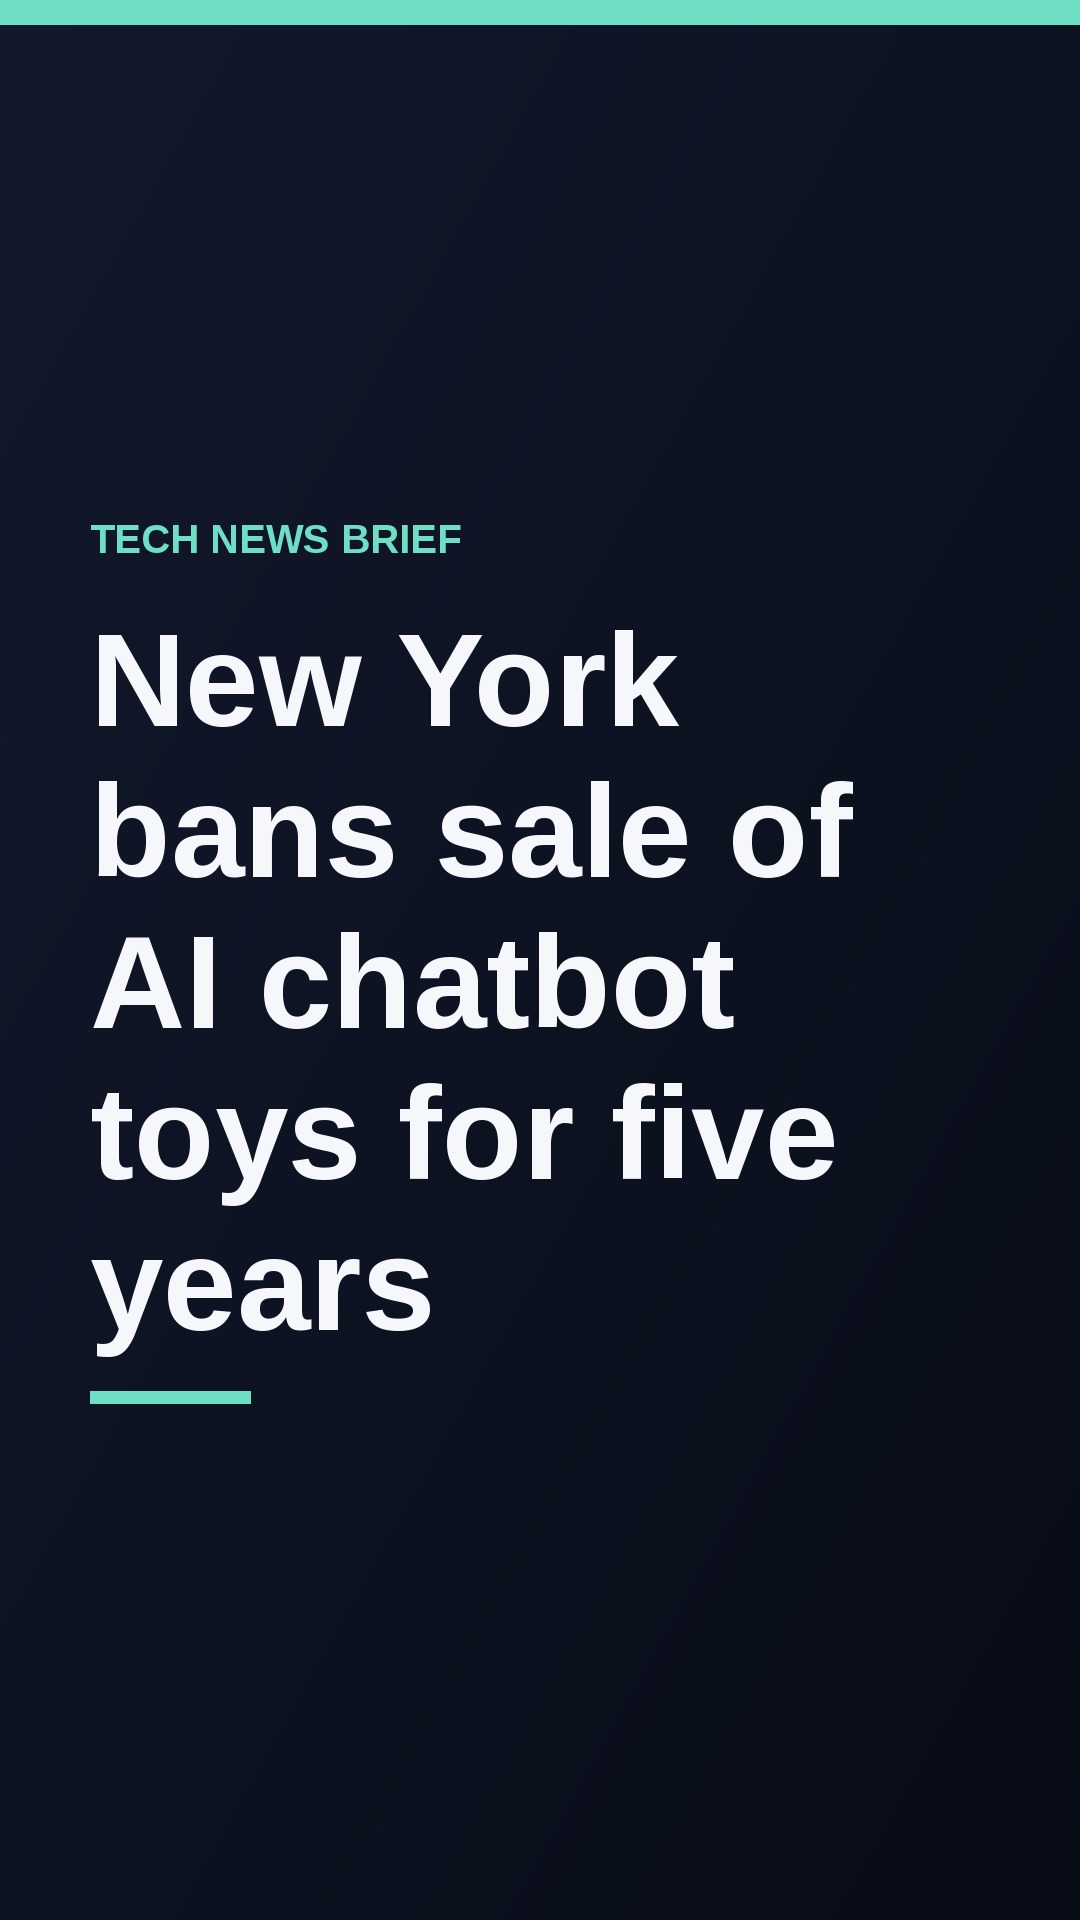 TECH NEWS BRIEF
New York
bans sale of
AI chatbot
toys for five
years